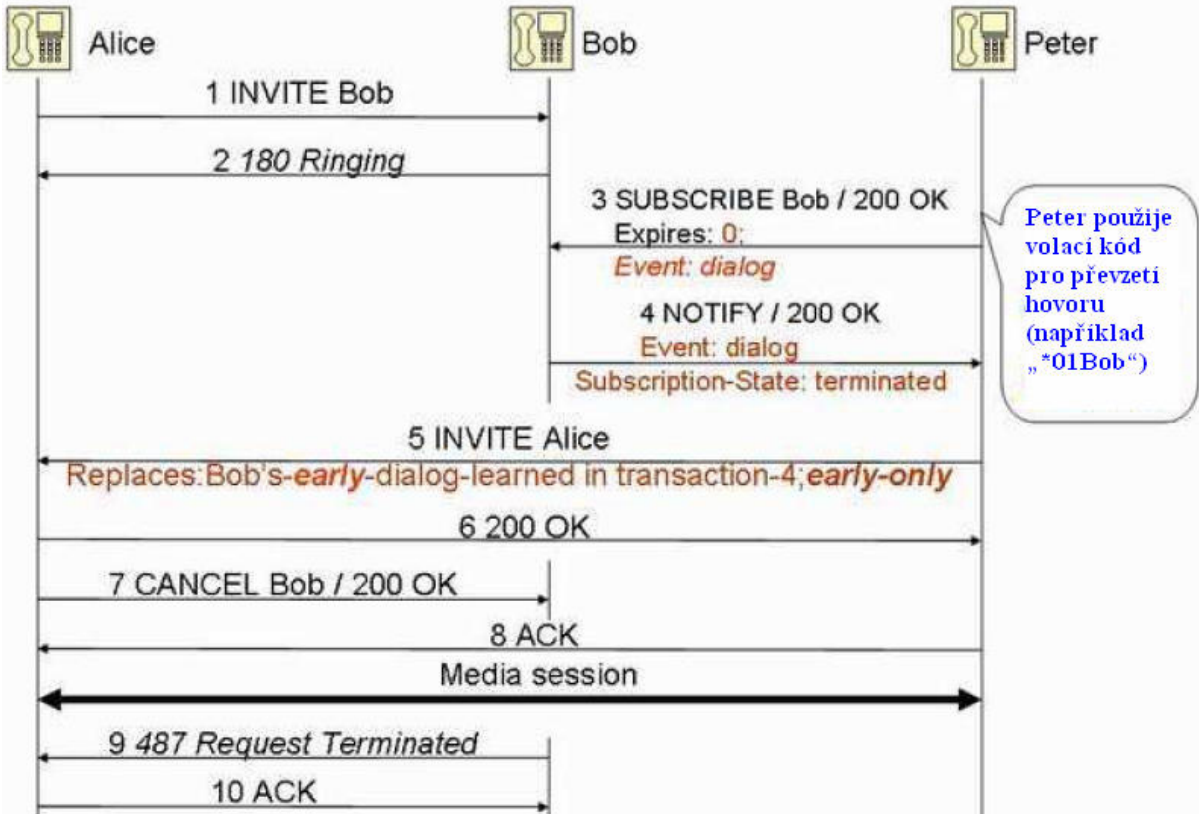 Alice
Bob
Peter
1 INVITE Bob
2 180 Ringing
3 SUBSCRIBE Bob / 200 OK
Expires: 0;
Event: dialog
Peter použije
volací kód
pro převzetí
hovoru
(například
„*01Bob“)
4 NOTIFY / 200 OK
Event: dialog
Subscription-State: terminated
5 INVITE Alice
Replaces:Bob's-early-dialog-learned in transaction-4;early-only
6 200 OK
7 CANCEL Bob / 200 OK
8 ACK
Media session
9 487 Request Terminated
10 ACK